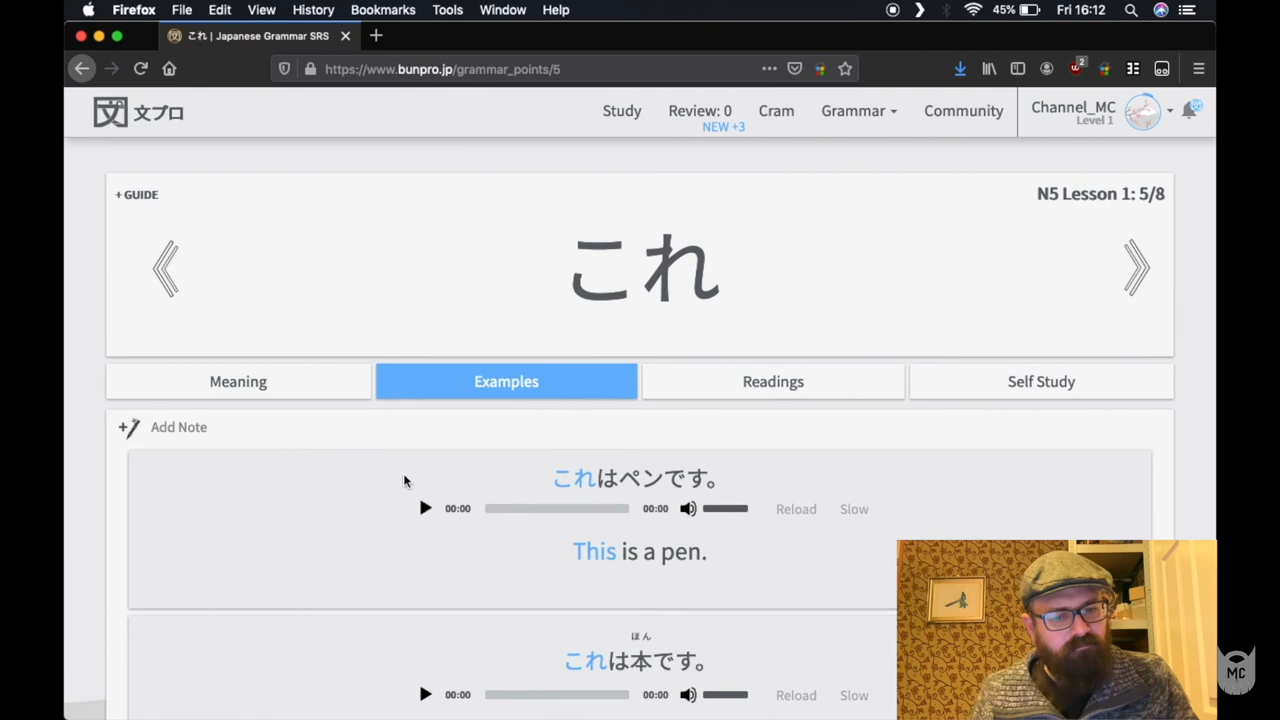 Firefox File Edit View History Bookmarks Tools Window Help 45% Fri 16:12
これ | Japanese Grammar SRS
https://www.bunpro.jp/grammar_points/5 2
文 文プロ Study Review: 0 Cram Grammar Community Channel_MC
NEW +3 Level 1
+ GUIDE N5 Lesson 1: 5/8
これ
Meaning Examples Readings Self Study
Add Note
これはペンです。
00:00 00:00 Reload Slow
This is a pen.
ほん
これは本です。
00:00 00:00 Reload Slow
MC